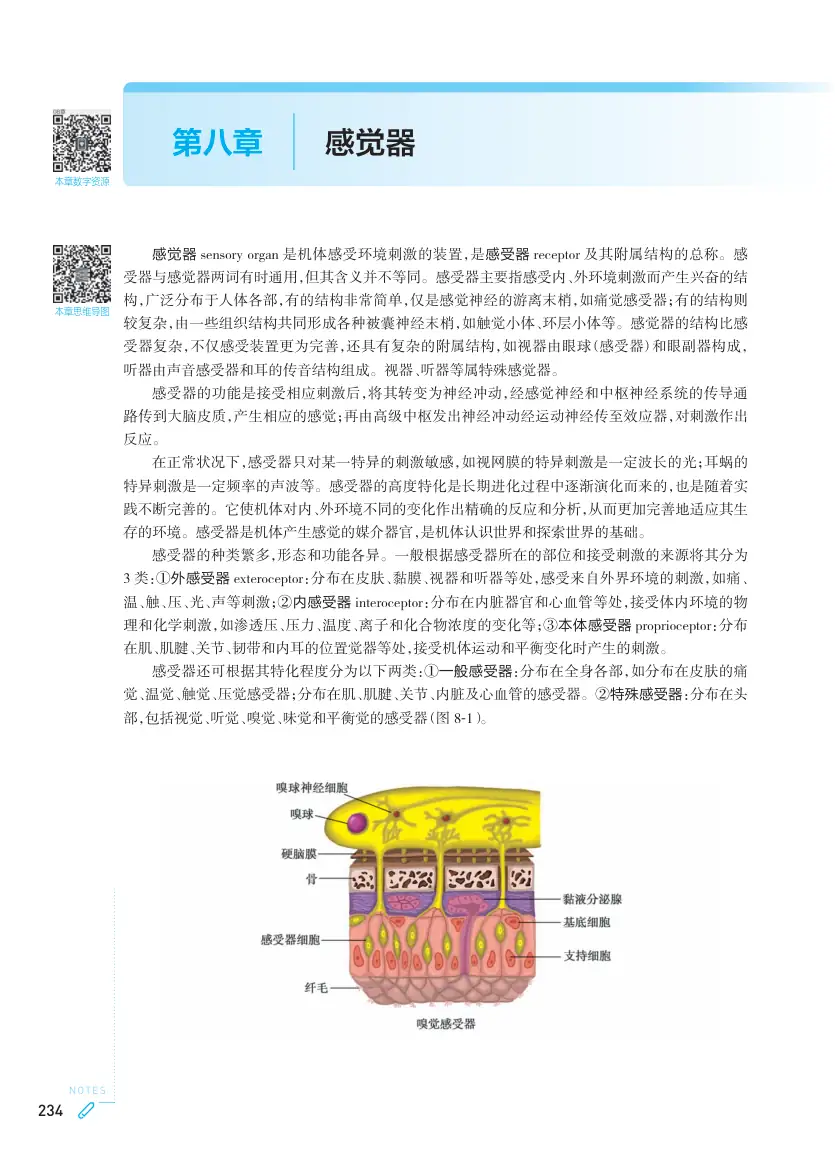 第八章
感觉器
本章数字资源
本章思维导图
感觉器 sensory organ 是机体感受环境刺激的装置,是感受器 receptor 及其附属结构的总称。感
受器与感觉器两词有时通用,但其含义并不等同。感受器主要指感受内、外环境刺激而产生兴奋的结
构,广泛分布于人体各部,有的结构非常简单,仅是感觉神经的游离末梢,如痛觉感受器;有的结构则
较复杂,由一些组织结构共同形成各种被囊神经末梢,如触觉小体、环层小体等。感觉器的结构比感
受器复杂,不仅感受装置更为完善,还具有复杂的附属结构,如视器由眼球(感受器)和眼副器构成,
听器由声音感受器和耳的传音结构组成。视器、听器等属特殊感觉器。
感受器的功能是接受相应刺激后,将其转变为神经冲动,经感觉神经和中枢神经系统的传导通
路传到大脑皮质,产生相应的感觉;再由高级中枢发出神经冲动经运动神经传至效应器,对刺激作出
反应。
在正常状况下,感受器只对某一特异的刺激敏感,如视网膜的特异刺激是一定波长的光;耳蜗的
特异刺激是一定频率的声波等。感受器的高度特化是长期进化过程中逐渐演化而来的,也是随着实
践不断完善的。它使机体对内、外环境不同的变化作出精确的反应和分析,从而更加完善地适应其生
存的环境。感受器是机体产生感觉的媒介器官,是机体认识世界和探索世界的基础。
感受器的种类繁多,形态和功能各异。一般根据感受器所在的部位和接受刺激的来源将其分为
3 类:①外感受器 exteroceptor:分布在皮肤、黏膜、视器和听器等处,感受来自外界环境的刺激,如痛、
温、触、压、光、声等刺激;②内感受器 interoceptor:分布在内脏器官和心血管等处,接受体内环境的物
理和化学刺激,如渗透压、压力、温度、离子和化合物浓度的变化等;③本体感受器 proprioceptor:分布
在肌、肌腱、关节、韧带和内耳的位置觉器等处,接受机体运动和平衡变化时产生的刺激。
感受器还可根据其特化程度分为以下两类:①一般感受器:分布在全身各部,如分布在皮肤的痛
觉、温觉、触觉、压觉感受器;分布在肌、肌腱、关节、内脏及心血管的感受器。②特殊感受器:分布在头
部,包括视觉、听觉、嗅觉、味觉和平衡觉的感受器(图 8-1)。
嗅球神经细胞
嗅球
硬脑膜
骨
黏液分泌腺
基底细胞
感受器细胞
支持细胞
纤毛
嗅觉感受器
NOTES
234